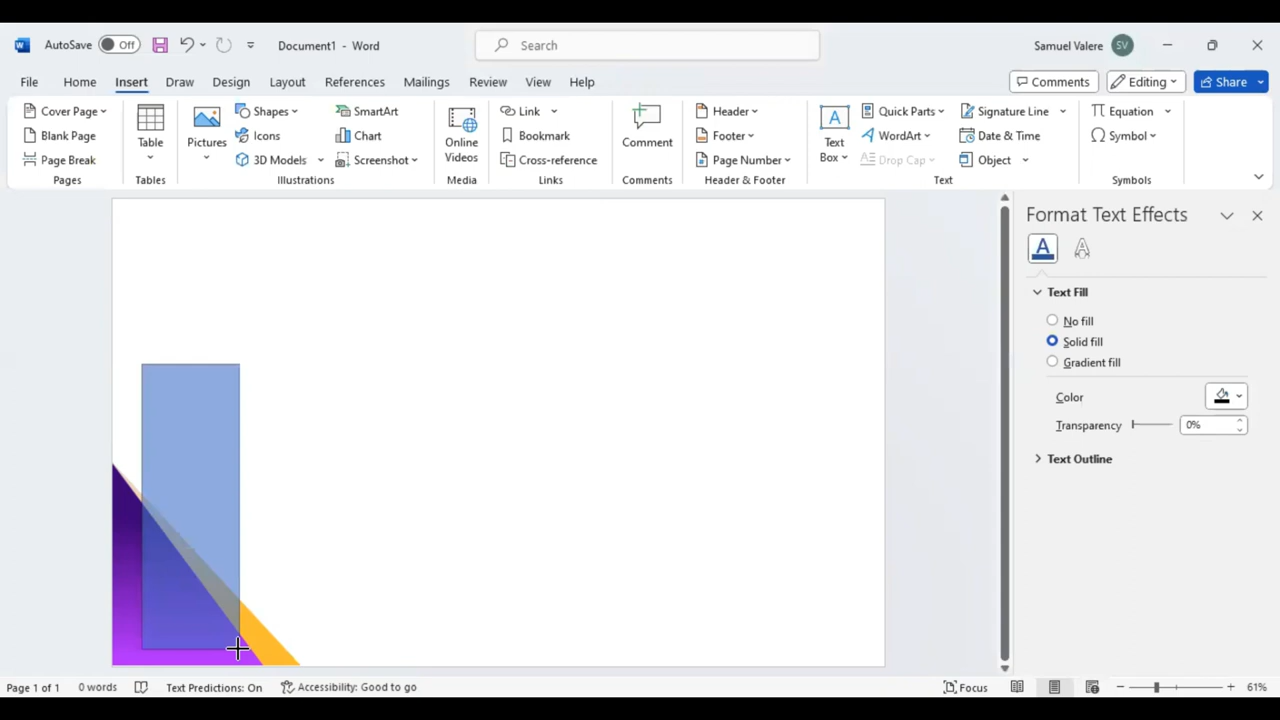 AutoSave Off Document1 - Word Search Samuel Valere SV
File Home Insert Draw Design Layout References Mailings Review View Help Comments Editing Share
Cover Page
Blank Page
Page Break
Pages
Table
Tables
Pictures
Shapes
Icons
3D Models
SmartArt
Chart
Screenshot
Illustrations
Online
Videos
Media
Link
Bookmark
Cross-reference
Links
Comment
Comments
Header
Footer
Page Number
Header & Footer
A
Text
Box
Quick Parts
WordArt
Drop Cap
Signature Line
Date & Time
Object
Text
Equation
Symbol
Symbols
Format Text Effects
Text Fill
No fill
Solid fill
Gradient fill
Color
Transparency 0%
Text Outline
Page 1 of 1 0 words Text Predictions: On Accessibility: Good to go Focus 61%